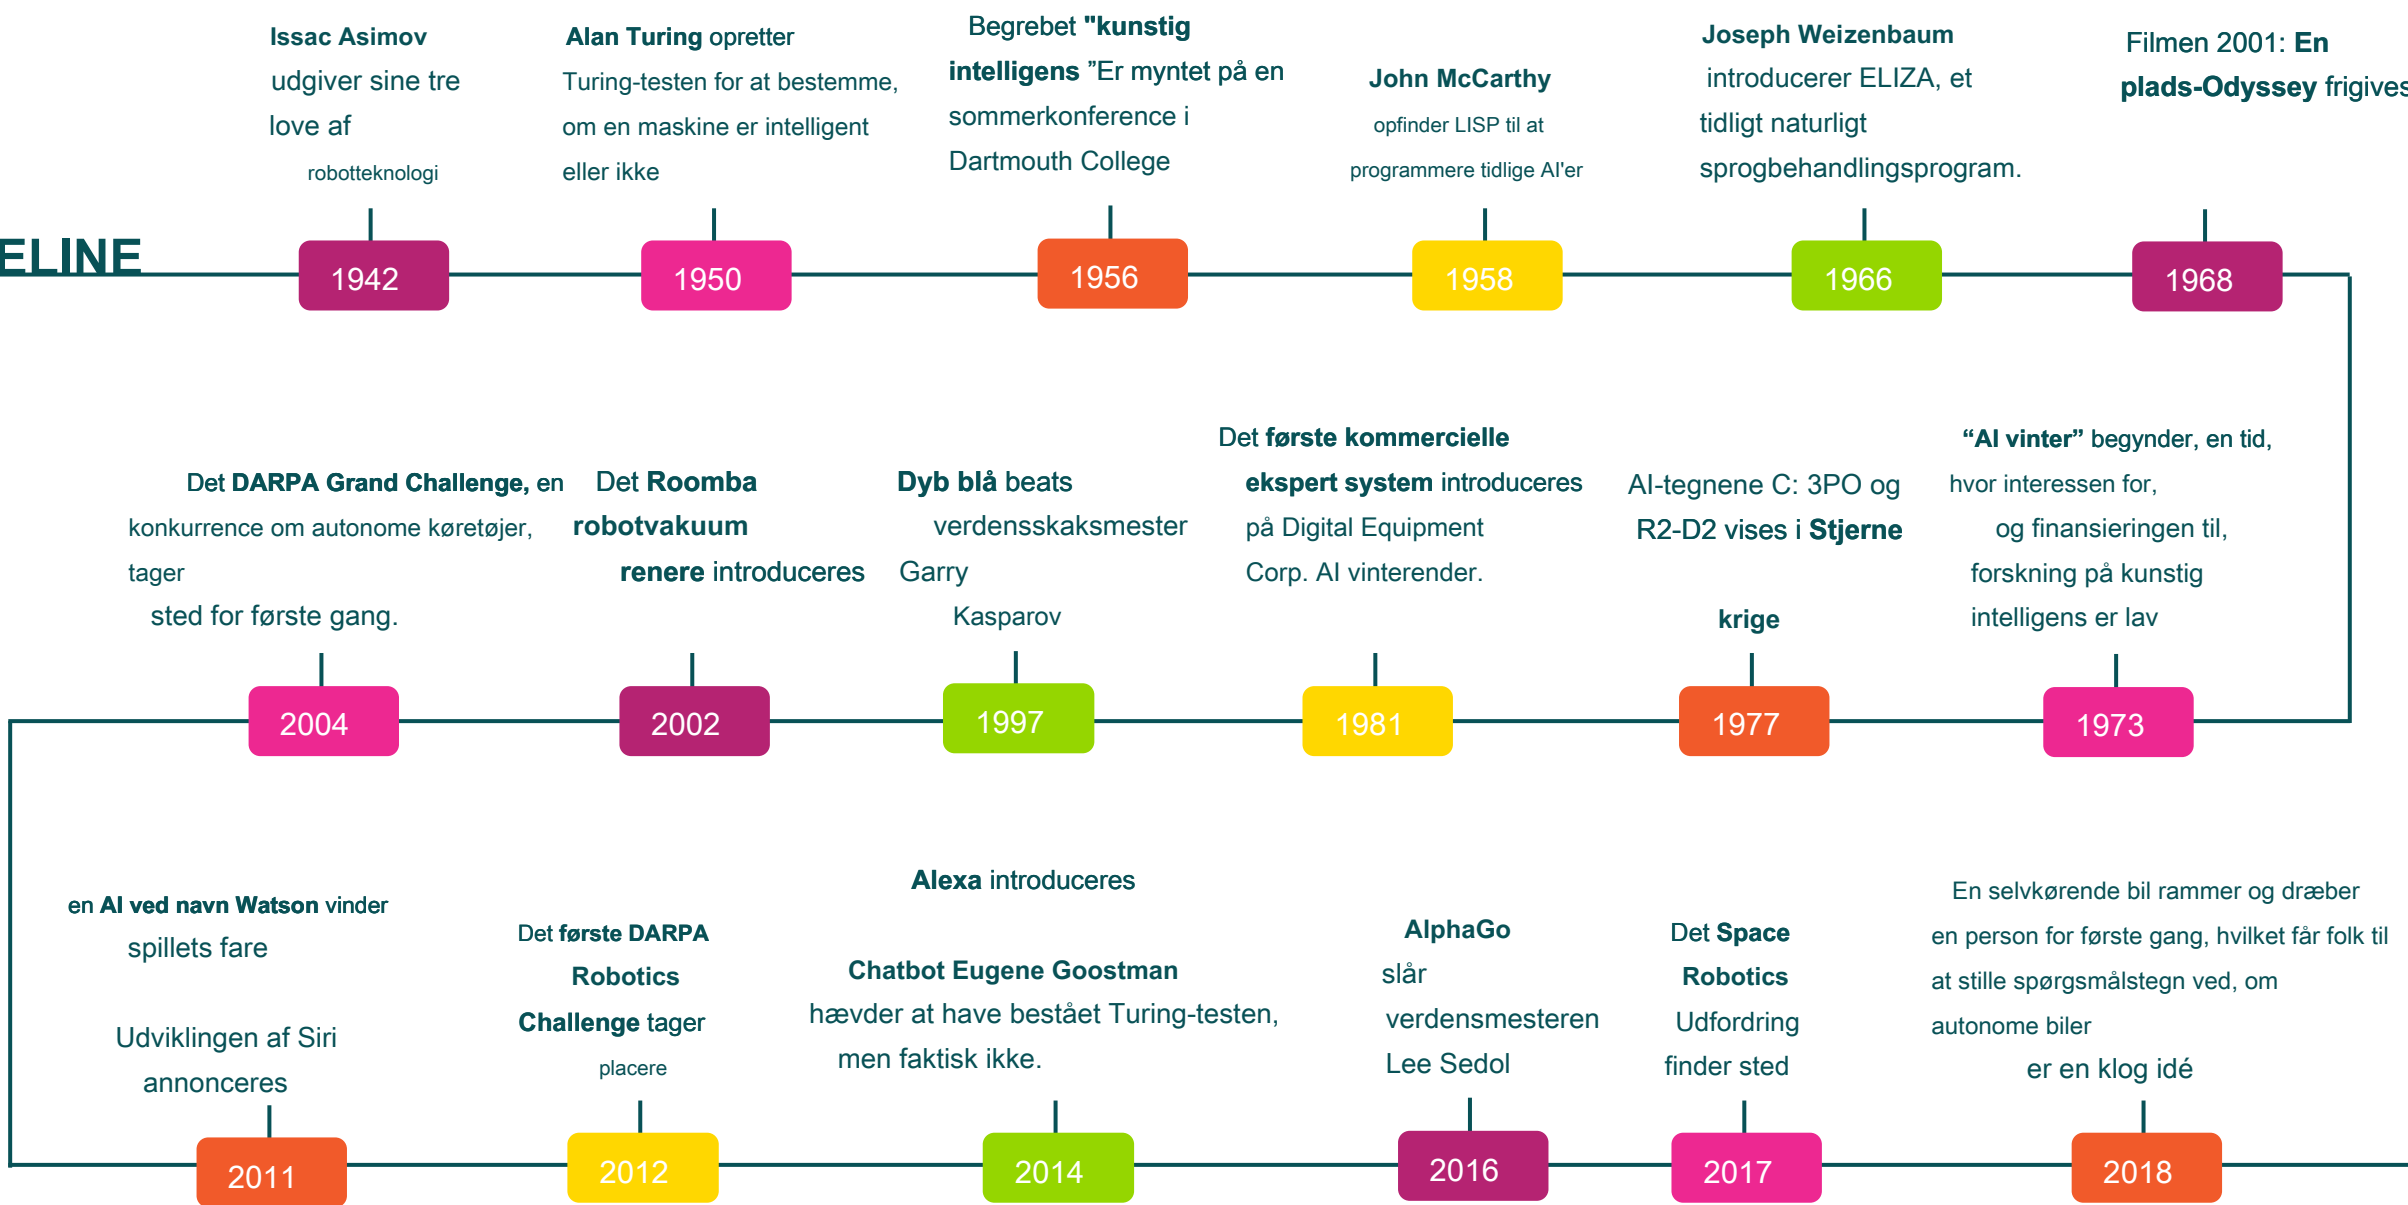 Issac Asimov
udgiver sine tre
love af
robotteknologi
Alan Turing opretter
Turing-testen for at bestemme,
om en maskine er intelligent
eller ikke
Begrebet "kunstig
intelligens ”Er myntet på en
sommerkonference i
Dartmouth College
John McCarthy
opfinder LISP til at
programmere tidlige AI'er
Joseph Weizenbaum
introducerer ELIZA, et
tidligt naturligt
sprogbehandlingsprogram.
Filmen 2001: En
plads-Odyssey frigives
ELINE
1942
1950
1956
1958
1966
1968
Det DARPA Grand Challenge, en
konkurrence om autonome køretøjer,
tager
sted for første gang.
Det Roomba
robotvakuum
renere introduceres
Dyb blå beats
verdensskaksmester
Garry
Kasparov
Det første kommercielle
ekspert system introduceres
på Digital Equipment
Corp. AI vinterender.
AI-tegnene C: 3PO og
R2-D2 vises i Stjerne
krige
“AI vinter” begynder, en tid,
hvor interessen for,
og finansieringen til,
forskning på kunstig
intelligens er lav
2004
2002
1997
1981
1977
1973
en AI ved navn Watson vinder
spillets fare
Udviklingen af Siri
annonceres
Det første DARPA
Robotics
Challenge tager
placere
Alexa introduceres
Chatbot Eugene Goostman
hævder at have bestået Turing-testen,
men faktisk ikke.
AlphaGo
slår
verdensmesteren
Lee Sedol
Det Space
Robotics
Udfordring
finder sted
En selvkørende bil rammer og dræber
en person for første gang, hvilket får folk til
at stille spørgsmålstegn ved, om
autonome biler
er en klog idé
2011
2012
2014
2016
2017
2018